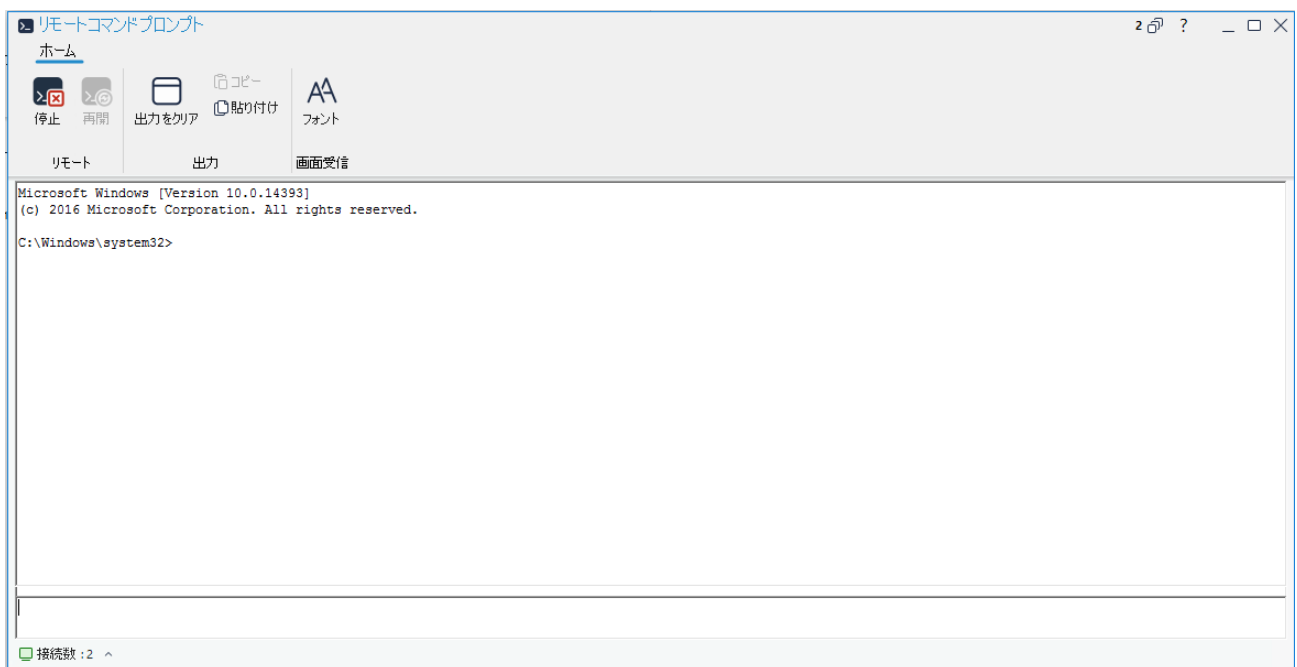 リモートコマンドプロンプト
2 ?
ホーム
停止
再開
出力をクリア
コピー
貼り付け
フォント
リモート
出力
画面受信
Microsoft Windows [Version 10.0.14393]
(c) 2016 Microsoft Corporation. All rights reserved.
C:\Windows\system32>
接続数 : 2